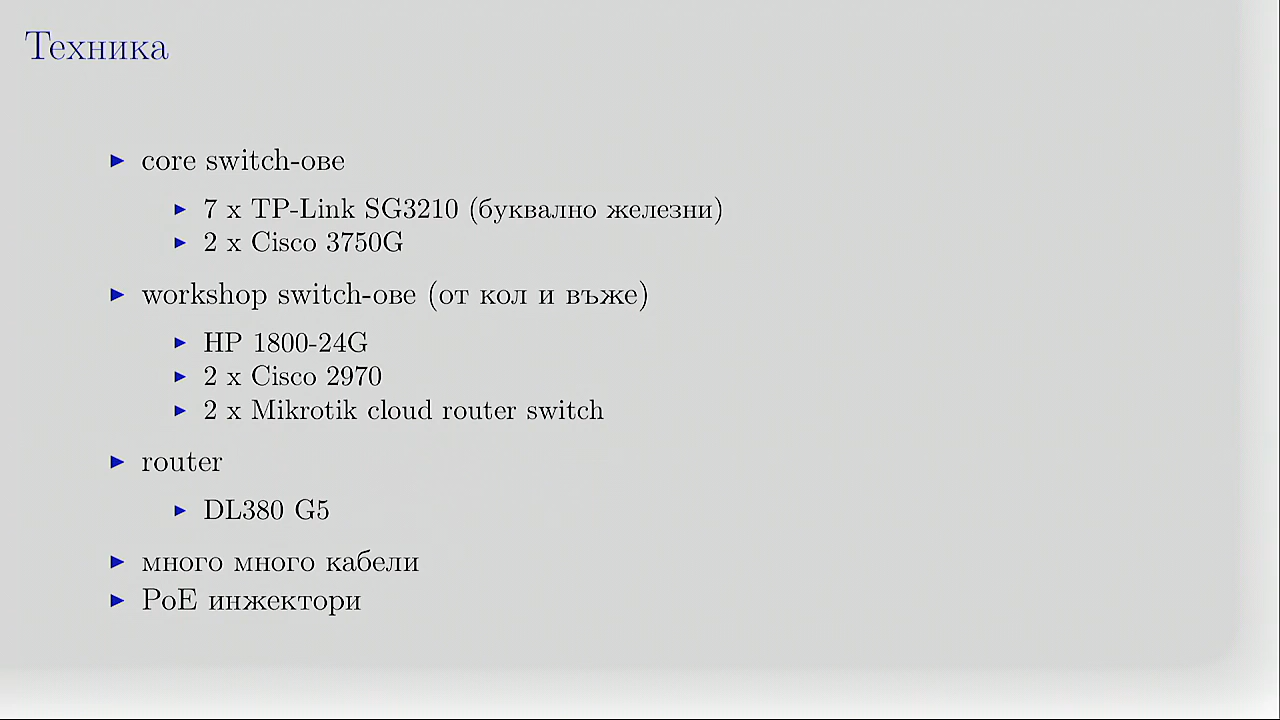 Техника
core switch-ове
7 x TP-Link SG3210 (буквално железни)
2 x Cisco 3750G
workshop switch-ове (от кол и въже)
HP 1800-24G
2 x Cisco 2970
2 x Mikrotik cloud router switch
router
DL380 G5
много много кабели
PoE инжектори